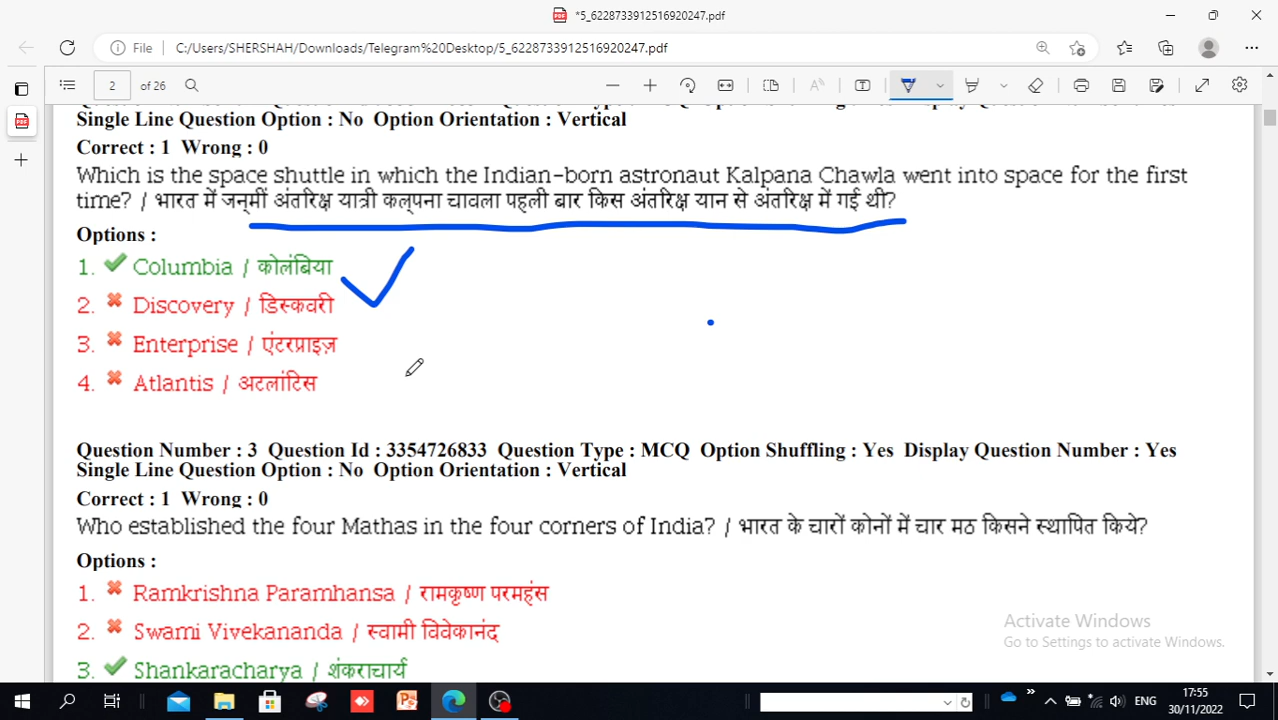 *5_6228733912516920247.pdf
File C:/Users/SHERSHAH/Downloads/Telegram%20Desktop/5_6228733912516920247.pdf
2 of 26
Single Line Question Option : No Option Orientation : Vertical
Correct : 1 Wrong : 0
Which is the space shuttle in which the Indian-born astronaut Kalpana Chawla went into space for the first
time? / भारत में जन्‌मीं अंतरिक्ष यात्री कल्‌पना चावला पहली बार किस अंतरिक्ष यान से अंतरिक्ष में गई थी?
Options :
1. Columbia / कोलंबिया
2. Discovery / डिस्कवरी
3. Enterprise / एंटरप्राइज़
4. Atlantis / अटलांटिस
Question Number : 3 Question Id : 3354726833 Question Type : MCQ Option Shuffling : Yes Display Question Number : Yes
Single Line Question Option : No Option Orientation : Vertical
Correct : 1 Wrong : 0
Who established the four Mathas in the four corners of India? / भारत के चारों कोनों में चार मठ किसने स्थापित किये?
Options :
1. Ramkrishna Paramhansa / रामकृष्ण परमहंस
2. Swami Vivekananda / स्वामी विवेकानंद
3. Shankaracharya / शंकराचार्य
Activate Windows
Go to Settings to activate Windows.
ENG
17:55
30/11/2022